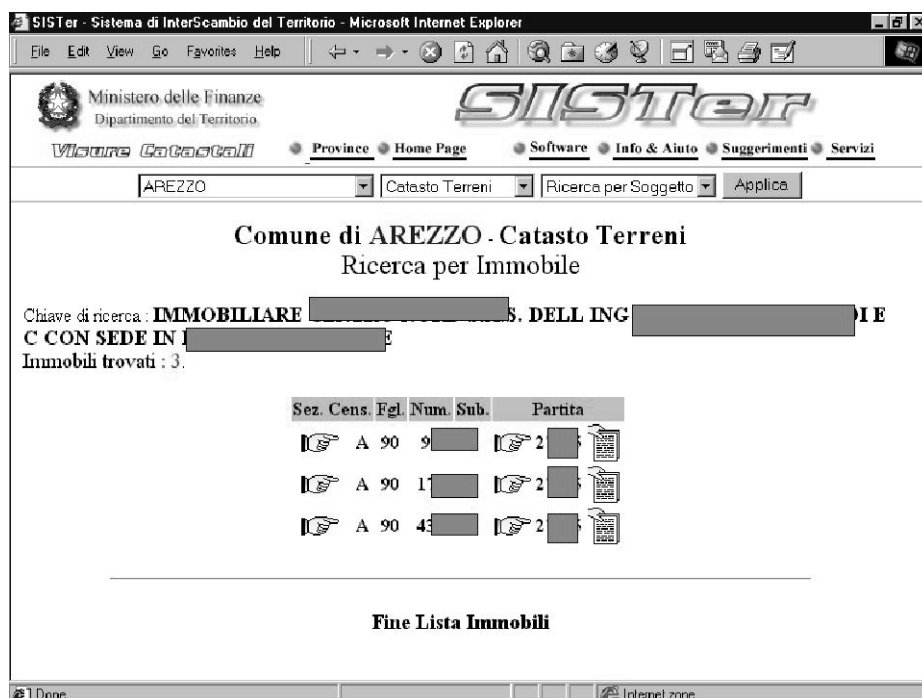 SISTer - Sistema di InterScambio del Territorio - Microsoft Internet Explorer
File Edit View Go Favorites Help
Ministero delle Finanze
Dipartimento del Territorio
SISTer
Visure Catastali
Province Home Page Software Info & Aiuto Suggerimenti Servizi
AREZZO Catasto Terreni Ricerca per Soggetto Applica
Comune di AREZZO - Catasto Terreni
Ricerca per Immobile
Chiave di ricerca : IMMOBILIARE S. DELL ING DI E
C CON SEDE IN
Immobili trovati : 3.
Sez. Cens. Fgl. Num. Sub. Partita
A 90 9 2
A 90 17 2
A 90 43 2
Fine Lista Immobili
Done Internet zone